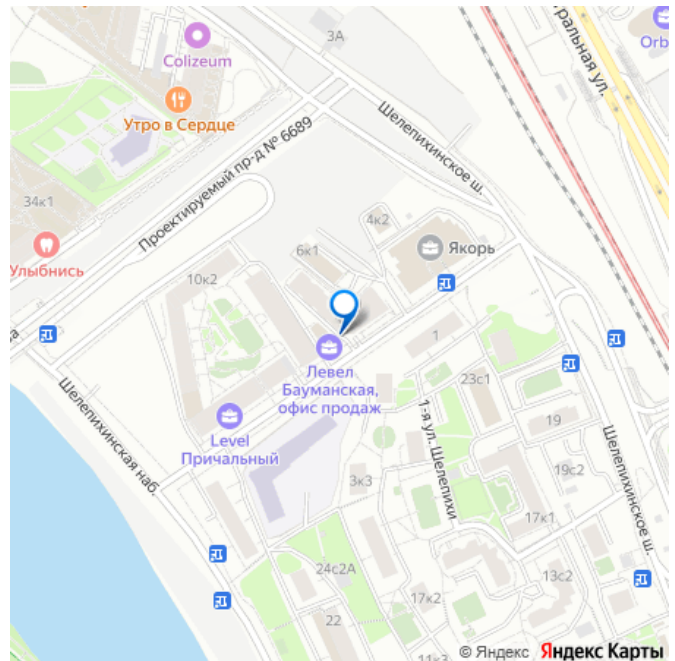 3А
Colizeum
Утро в Сердце
Проектируемый пр-д № 6689
Шелепихинское ш.
Orb
34к1
Улыбнись
10к2
6к1
4к2
Якорь
Левел
Бауманская,
офис продаж
Level
Причальный
Шелепихинская наб.
1
23с1
1-я ул. Шелепихи
19
19с2
Шелепихинское ш.
3к3
17к1
24с2А
13с2
17к2
22
11к3
© Яндекс Яндекс Карты